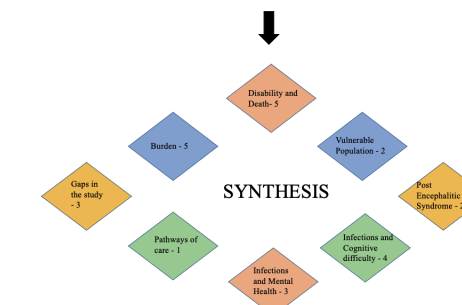 Disability and
Death- 5
Burden - 5
Vulnerable
Population - 2
Gaps in
the study
- 3
SYNTHESIS
Post
Encephalitic
Syndrome - 2
Pathways of
care - 1
Infections and
Cognitive
difficulty - 4
Infections
and Mental
Health - 3